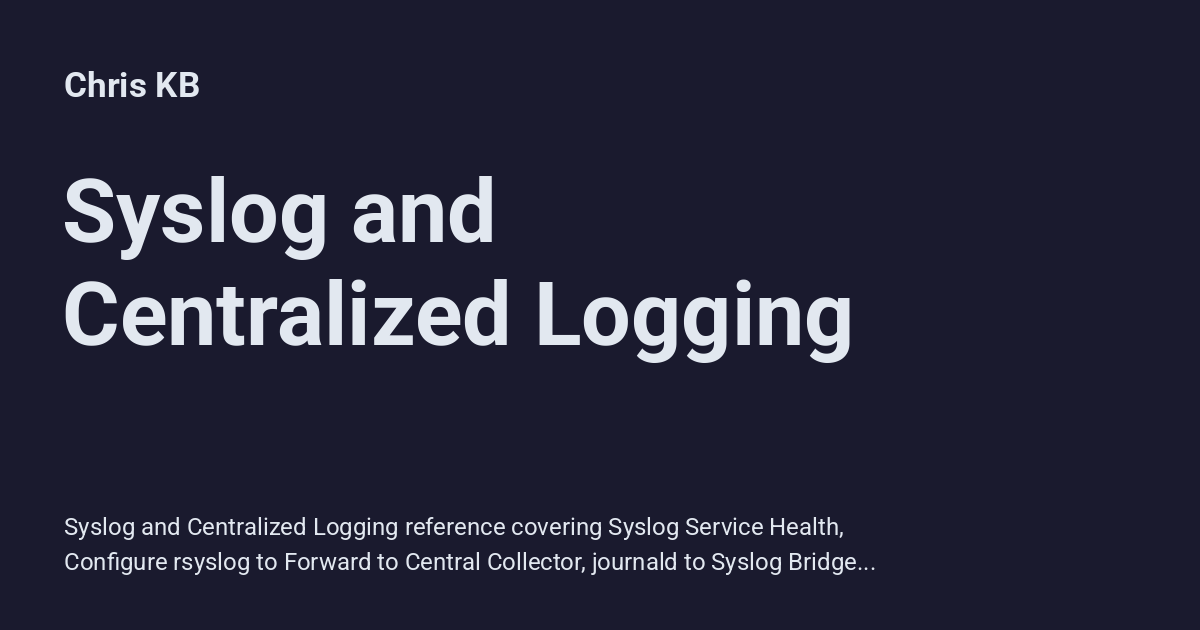 Chris KB
Syslog and
Centralized Logging
Syslog and Centralized Logging reference covering Syslog Service Health,
Configure rsyslog to Forward to Central Collector, journald to Syslog Bridge...